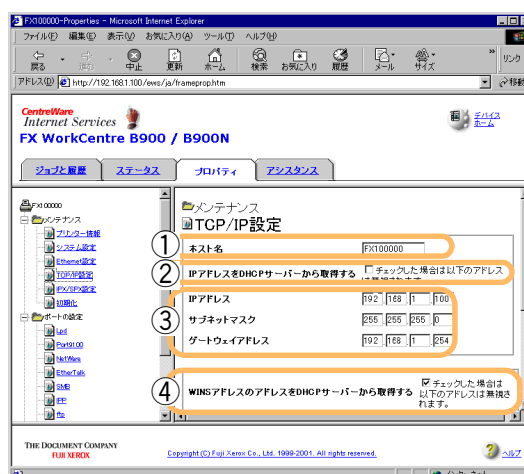 FX100000-Properties - Microsoft Internet Explorer
ファイル(F) 編集(E) 表示(V) お気に入り(A) ツール(T) ヘルプ(H)
戻る 進む 中止 更新 ホーム 検索 お気に入り 履歴 メール サイズ » リンク
アドレス(D) http://192.168.1.100/ews/ja/frameprop.htm 移動
CentreWare
Internet Services
デバイス
ホーム
FX WorkCentre B900 / B900N
ジョブと履歴 ステータス プロパティ アシスタンス
FX100000
メンテナンス
プリンター情報
システム設定
Ethernet設定
TCP/IP設定
IPX/SPX設定
初期化
ポートの設定
Lpd
Port9100
NetWare
EtherTalk
SMB
IPP
ftp
メンテナンス
TCP/IP設定
① ホスト名 FX100000
② IPアドレスをDHCPサーバーから取得する チェックした場合は以下のアドレス
は無視されます。
③
IPアドレス 192 .168 .1 .100
サブネットマスク 255 .255 .255 .0
ゲートウェイアドレス 192 .168 .1 .254
④ WINSアドレスのアドレスをDHCPサーバーから取得する チェックした場合は
以下のアドレスは無視さ
れます。
THE DOCUMENT COMPANY
FUJI XEROX
Copyright (C) Fuji Xerox Co., Ltd. 1999-2001. All rights reserved.
ヘルプ